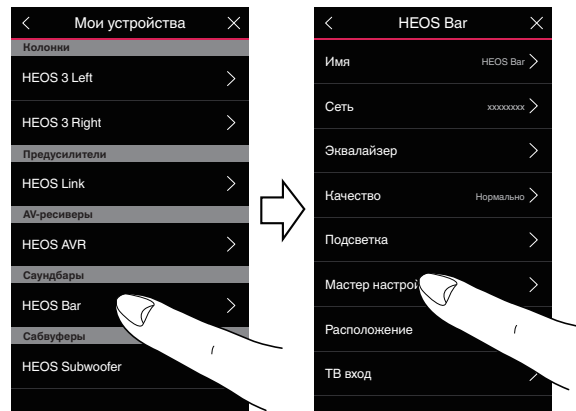 Мои устройства
Колонки
HEOS 3 Left
HEOS 3 Right
Предусилители
HEOS Link
AV-ресиверы
HEOS AVR
Саундбары
HEOS Bar
Сабвуферы
HEOS Subwoofer
HEOS Bar
Имя HEOS Bar
Сеть xxxxxxxx
Эквалайзер
Качество Нормально
Подсветка
Мастер
Расположение
ТВ вход